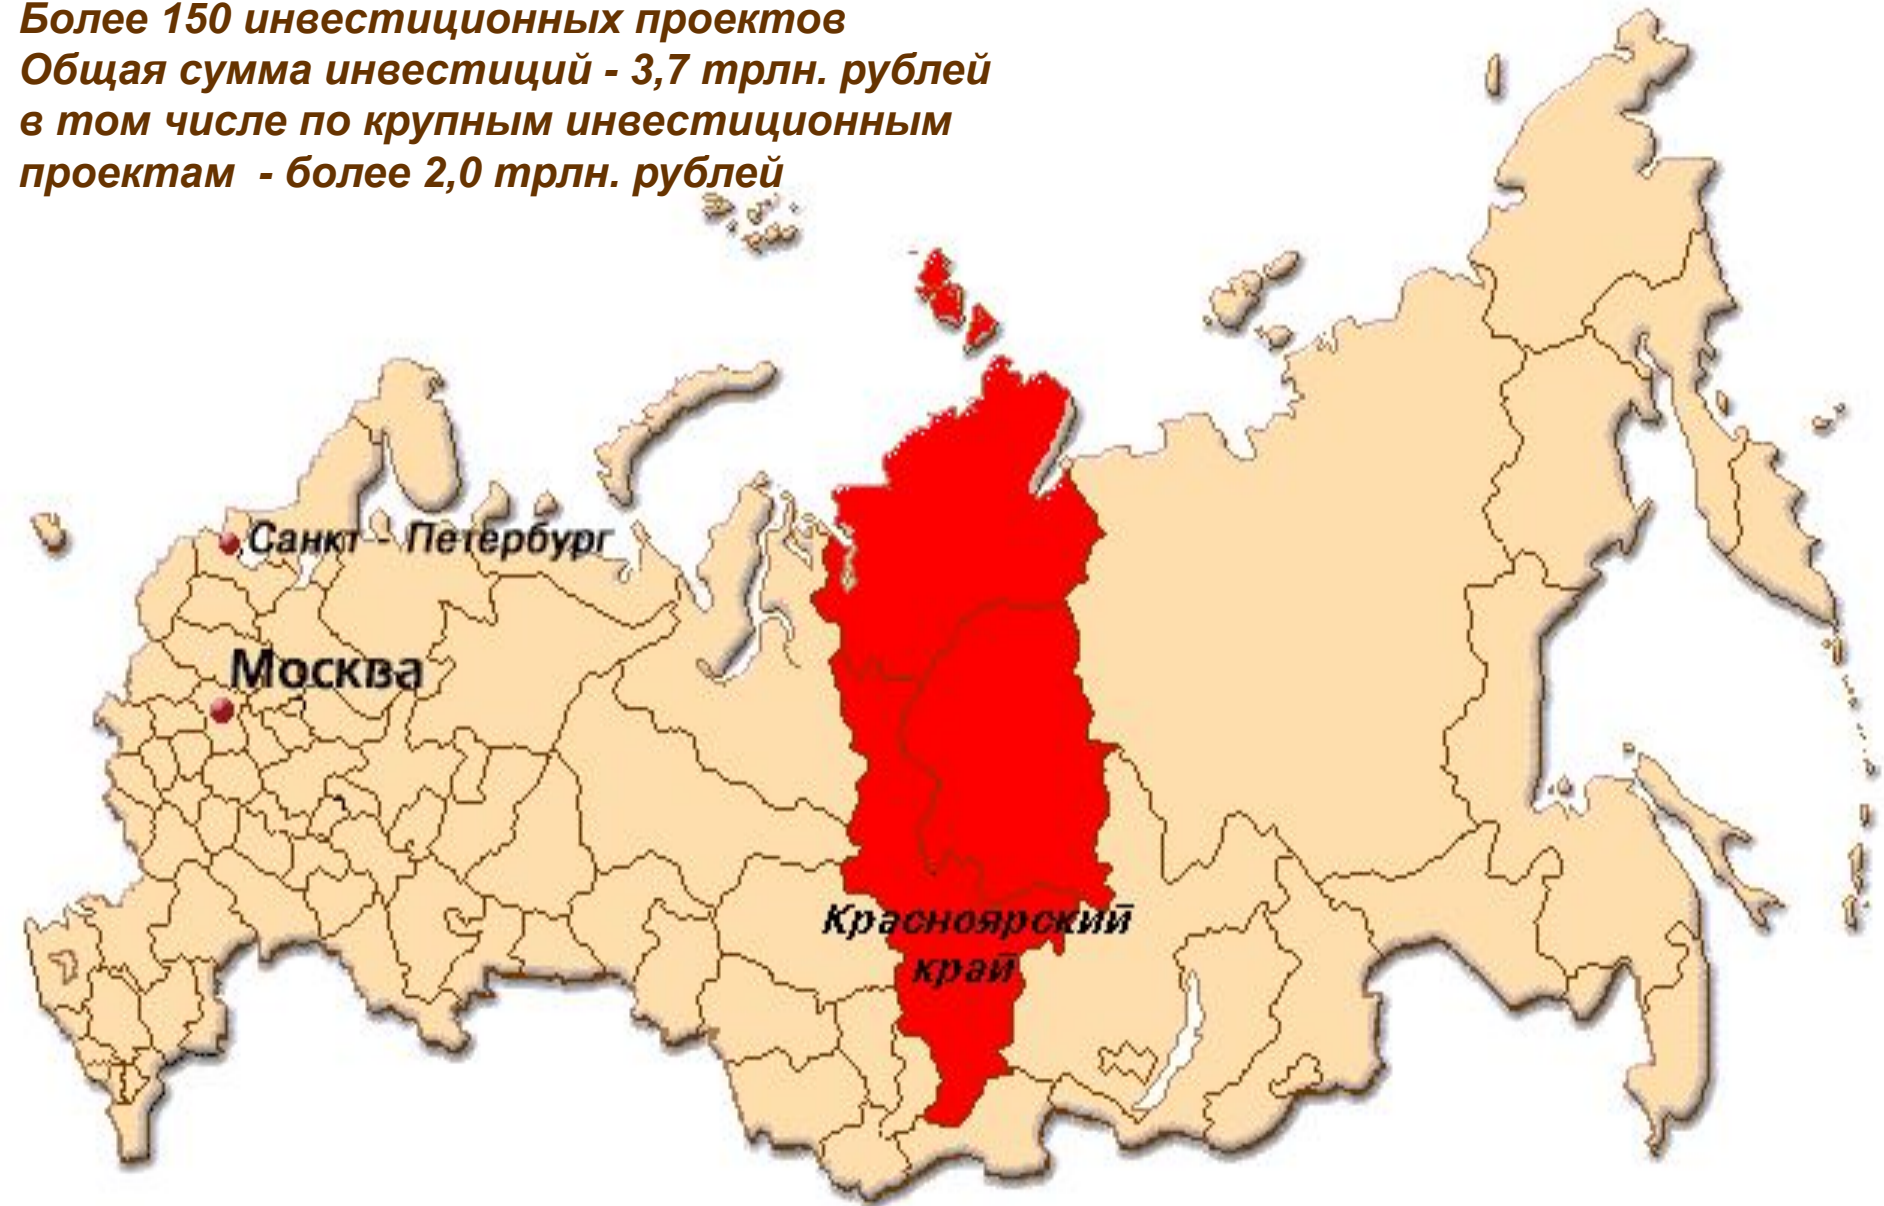 Более 150 инвестиционных проектов
Общая сумма инвестиций - 3,7 трлн. рублей
в том числе по крупным инвестиционным
проектам  - более 2,0 трлн. рублей
Санкт - Петербург
Москва
Красноярский
край